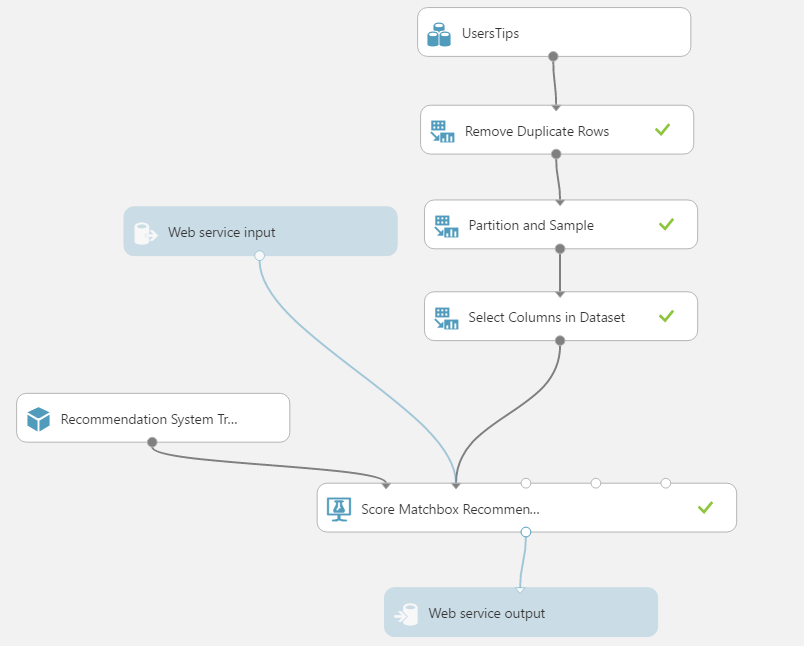 UsersTips
Remove Duplicate Rows
Partition and Sample
Web service input
Select Columns in Dataset
Recommendation System Tr...
Score Matchbox Recommen...
Web service output